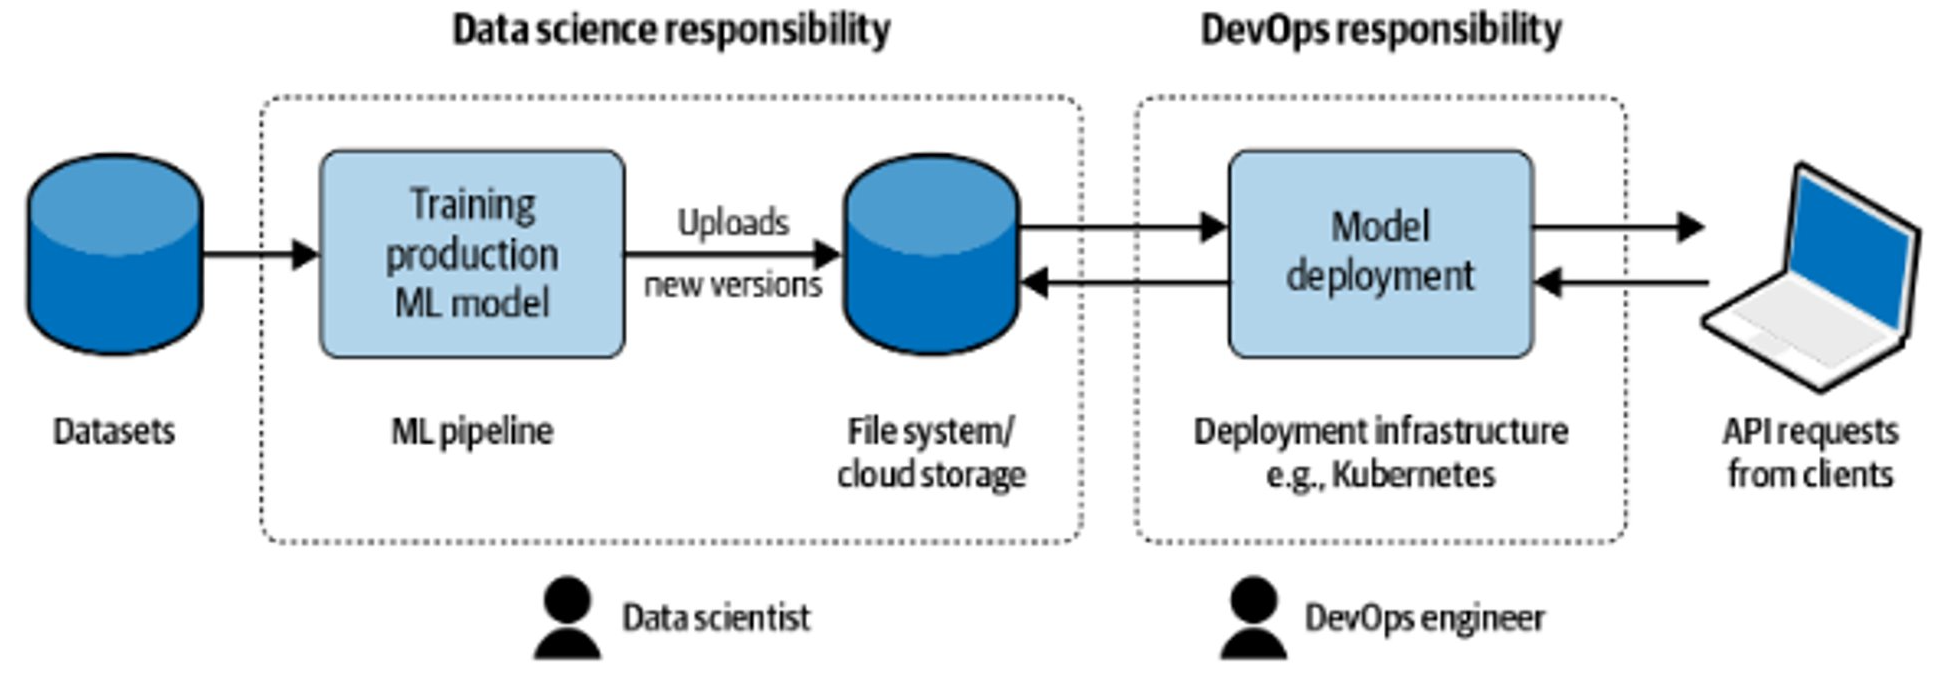 Data science responsibility
DevOps responsibility
Training
production
ML model
Uploads
new versions
Model
deployment
Datasets
ML pipeline
File system/
cloud storage
Deployment infrastructure
e.g., Kubernetes
API requests
from clients
Data scientist
DevOps engineer